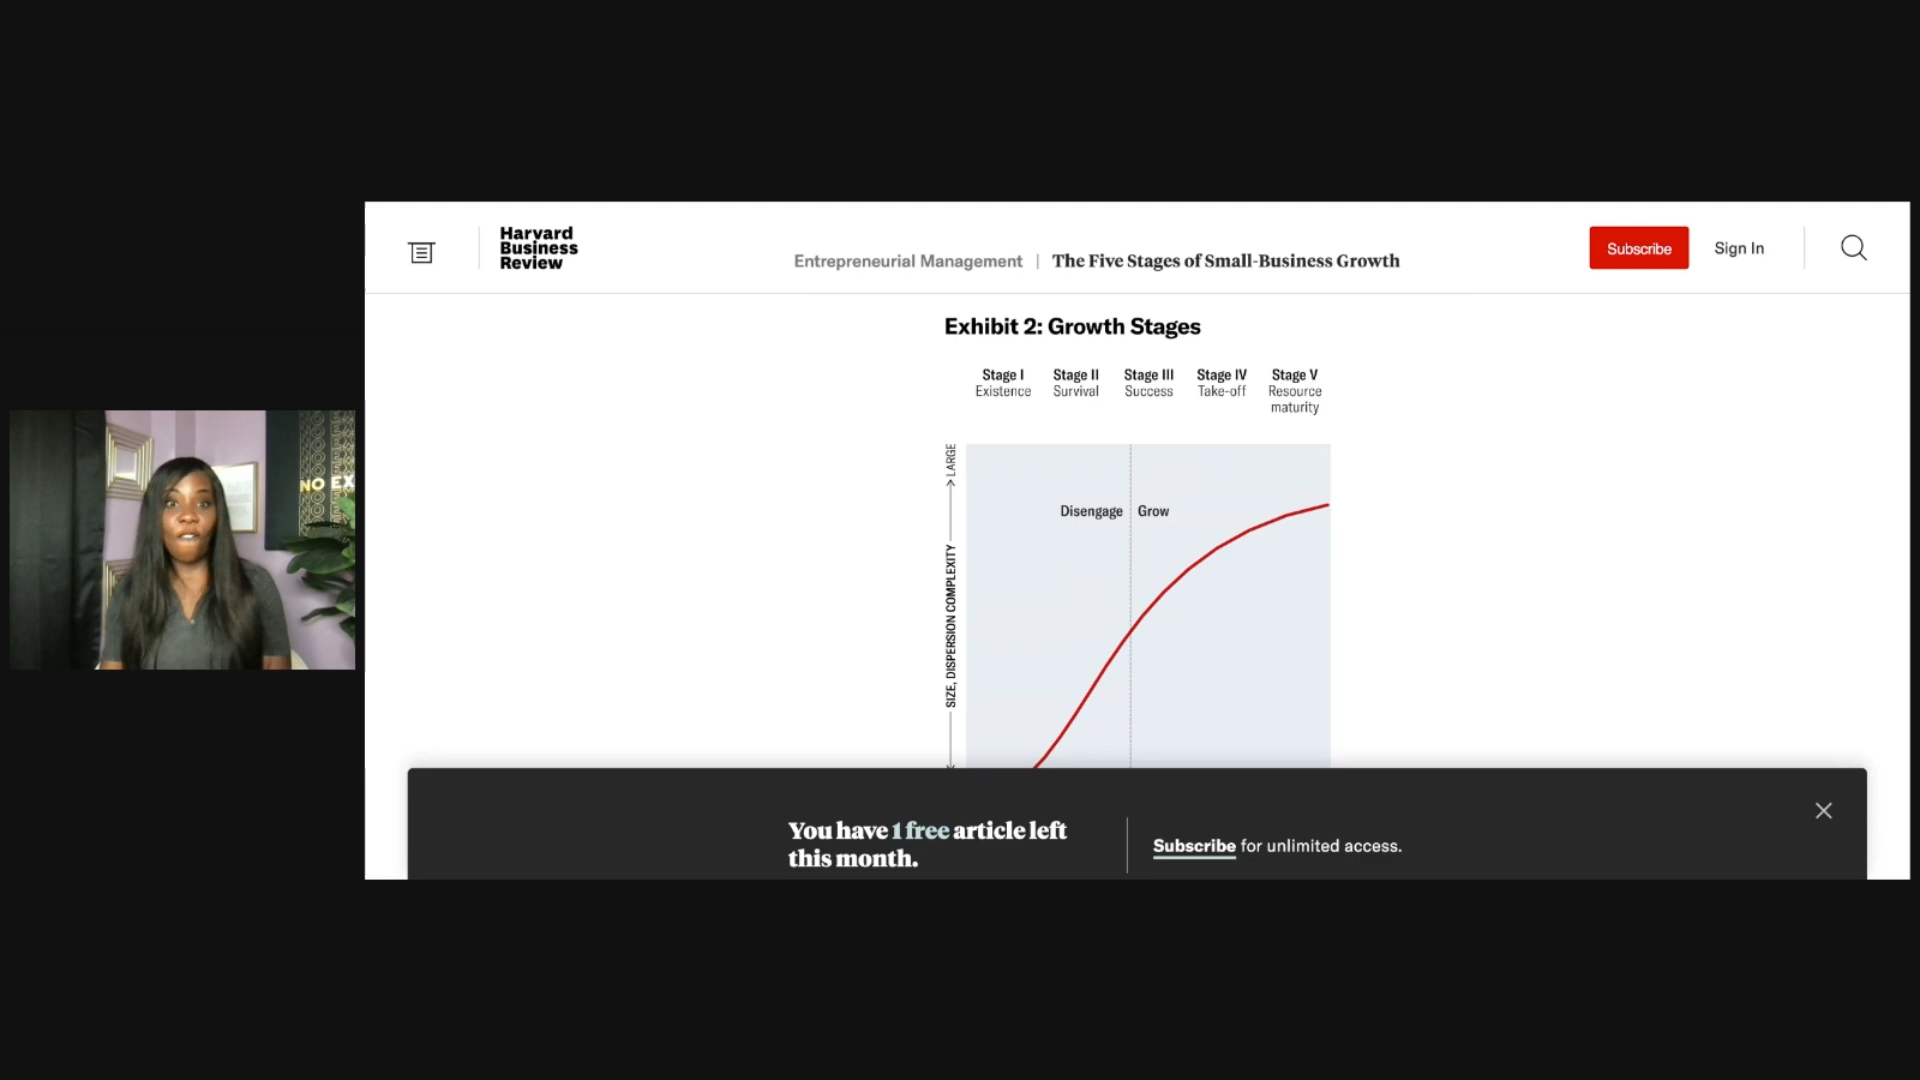 Harvard
Business
Review
Entrepreneurial Management | The Five Stages of Small-Business Growth
Subscribe
Sign In
Exhibit 2: Growth Stages
Stage I
Existence
Stage II
Survival
Stage III
Success
Stage IV
Take-off
Stage V
Resource
maturity
SIZE, DISPERSION COMPLEXITY
LARGE
Disengage
Grow
NO EX
You have 1 free article left
this month.
Subscribe for unlimited access.